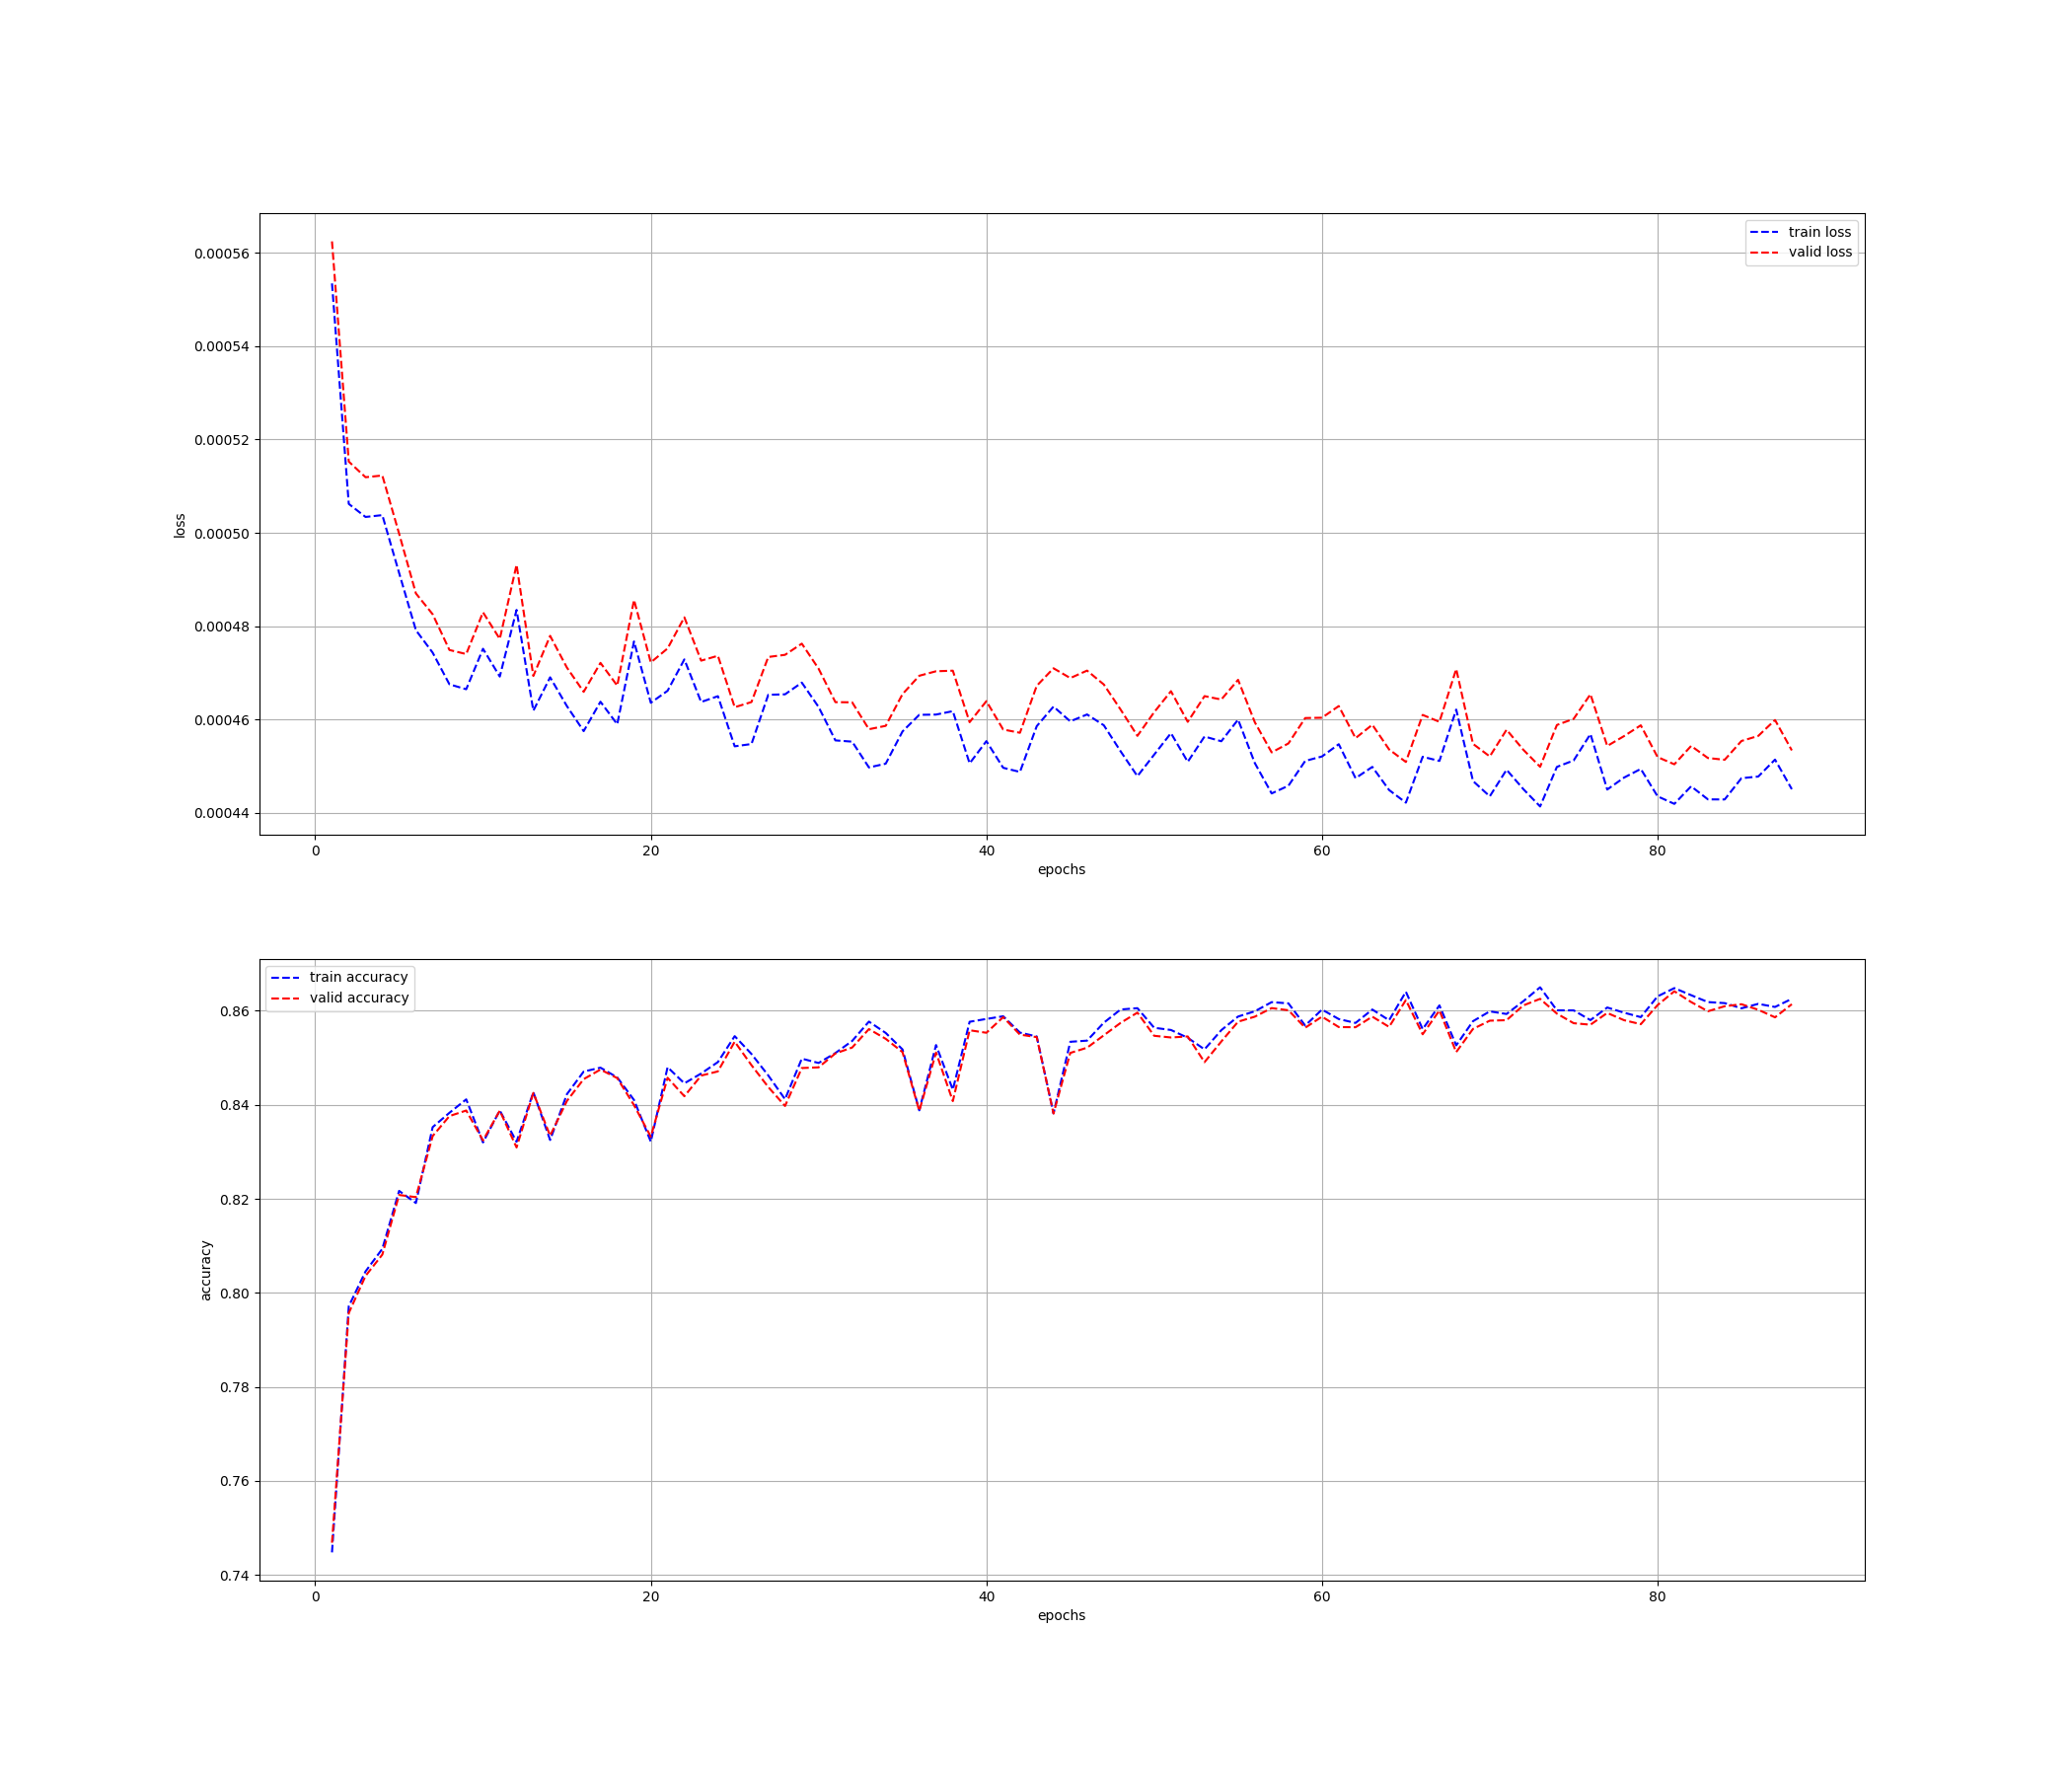 train loss
valid loss
0.00056
0.00054
0.00052
0.00050
0.00048
0.00046
0.00044
loss
0 20 40 60 80
epochs
train accuracy
valid accuracy
0.86
0.84
0.82
0.80
0.78
0.76
0.74
accuracy
0 20 40 60 80
epochs